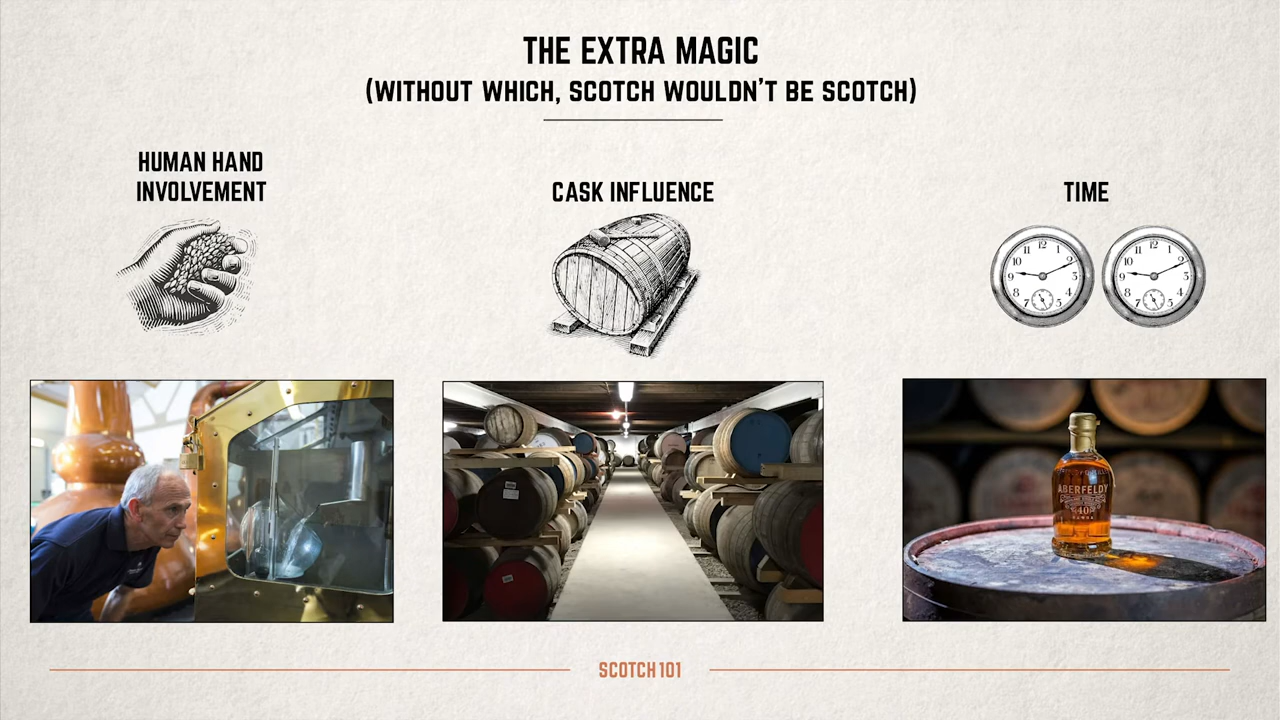 THE EXTRA MAGIC
(WITHOUT WHICH, SCOTCH WOULDN'T BE SCOTCH)
HUMAN HAND
INVOLVEMENT
CASK INFLUENCE
TIME
ABERFELDY
40
SCOTCH 101